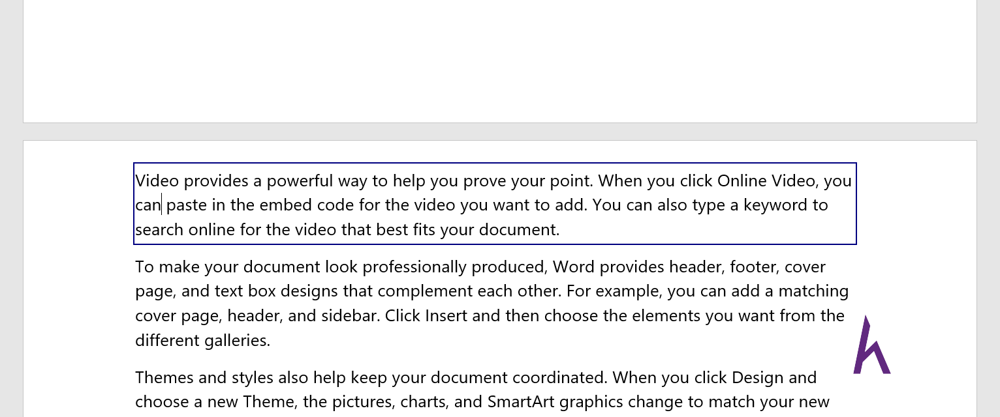 Video provides a powerful way to help you prove your point. When you click Online Video, you
can paste in the embed code for the video you want to add. You can also type a keyword to
search online for the video that best fits your document.
To make your document look professionally produced, Word provides header, footer, cover
page, and text box designs that complement each other. For example, you can add a matching
cover page, header, and sidebar. Click Insert and then choose the elements you want from the
different galleries.
Themes and styles also help keep your document coordinated. When you click Design and
choose a new Theme, the pictures, charts, and SmartArt graphics change to match your new